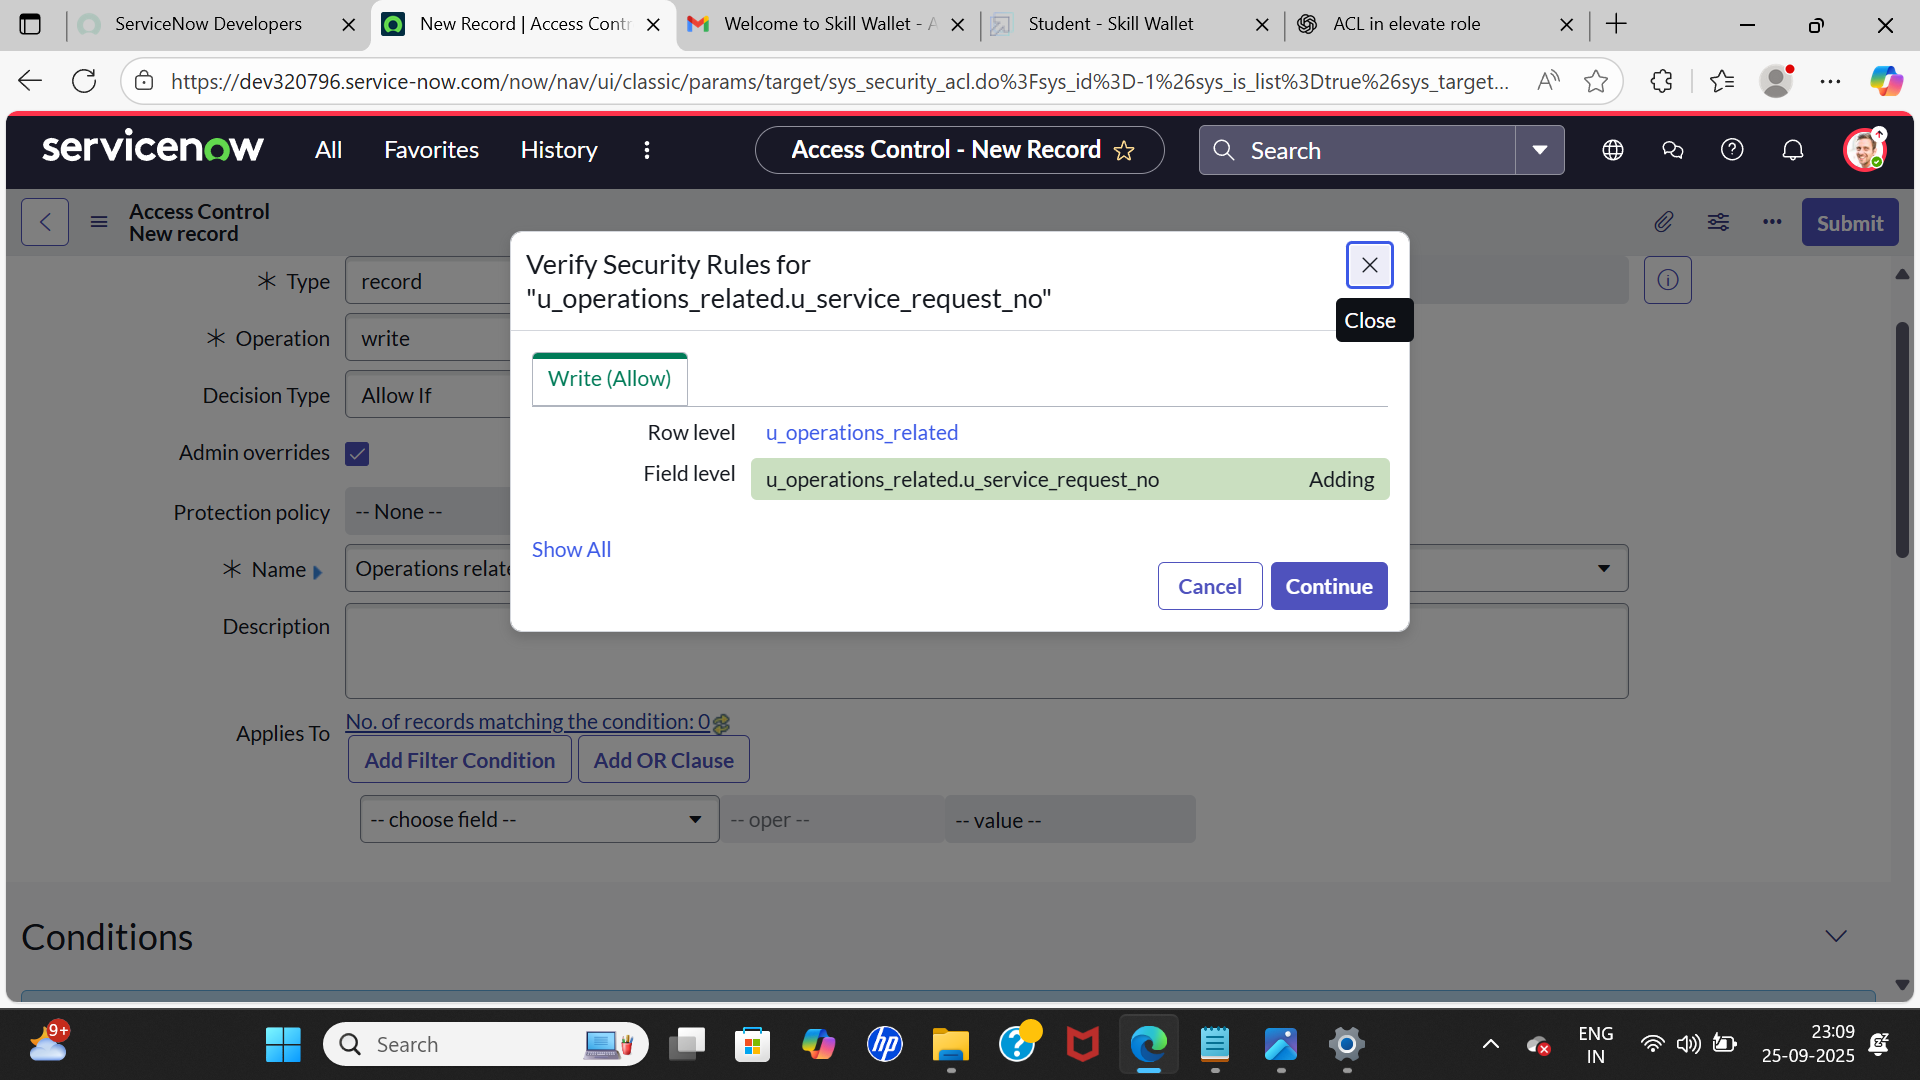 ServiceNow Developers
New Record | Access Contr
Welcome to Skill Wallet - A
Student - Skill Wallet
ACL in elevate role
https://dev320796.service-now.com/now/nav/ui/classic/params/target/sys_security_acl.do%3Fsys_id%3D-1%26sys_is_list%3Dtrue%26sys_target...
servicenow
All
Favorites
History
Access Control - New Record
Search
Access Control
New record
Submit
Verify Security Rules for
"u_operations_related.u_service_request_no"
Close
Type
record
Operation
write
Decision Type
Allow If
Admin overrides
Protection policy
-- None --
Name
Operations relate
Description
Write (Allow)
Row level
u_operations_related
Field level
u_operations_related.u_service_request_no
Adding
Show All
Cancel
Continue
Applies To
No. of records matching the condition: 0
Add Filter Condition
Add OR Clause
-- choose field --
-- oper --
-- value --
Conditions
9+
Search
hp
ENG
IN
23:09
25-09-2025